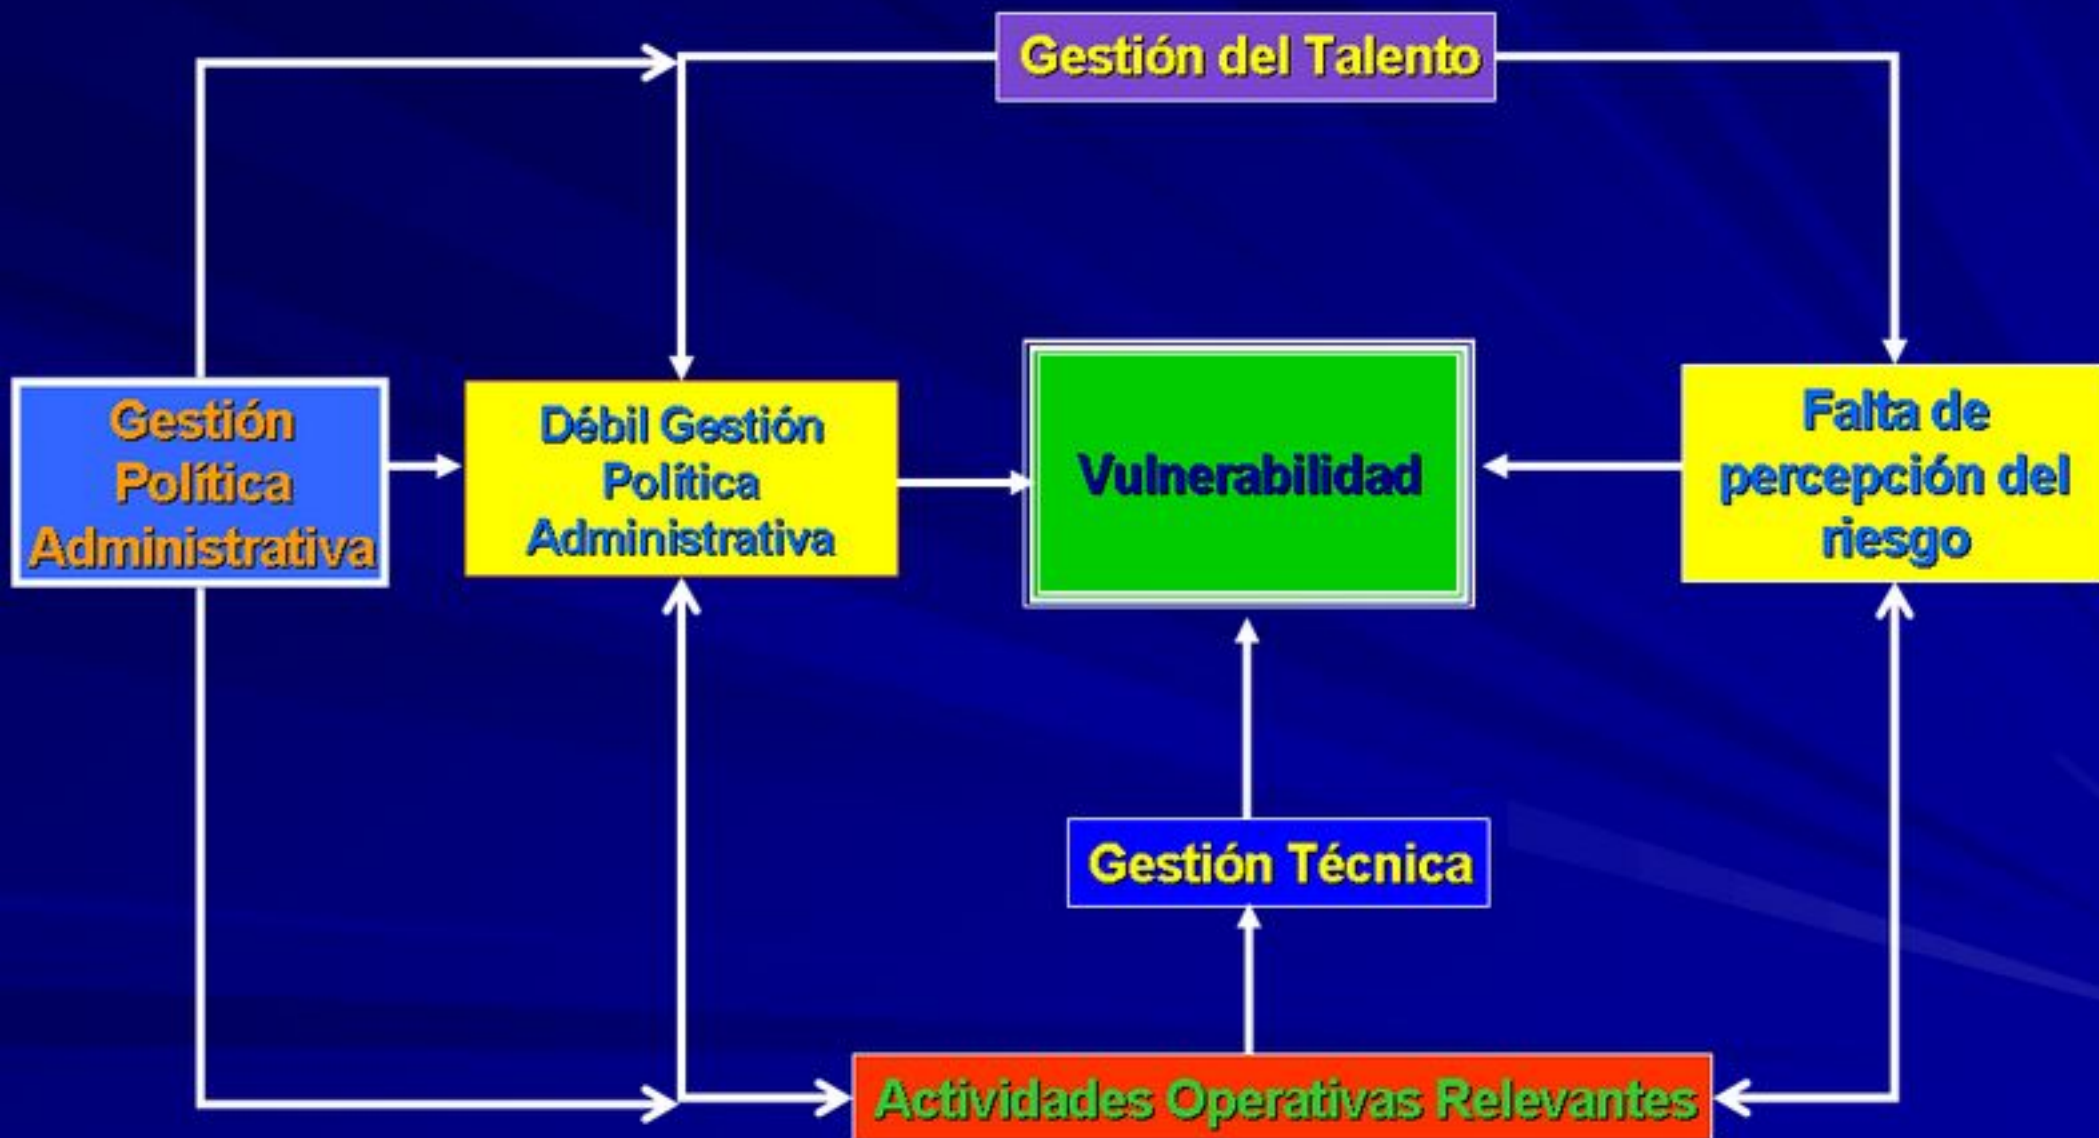 Gestión del Talento
Gestión
Política
Administrativa
Débil Gestión
Política
Administrativa
Vulnerabilidad
Falta de
percepción del
riesgo
Gestión Técnica
Actividades Operativas Relevantes